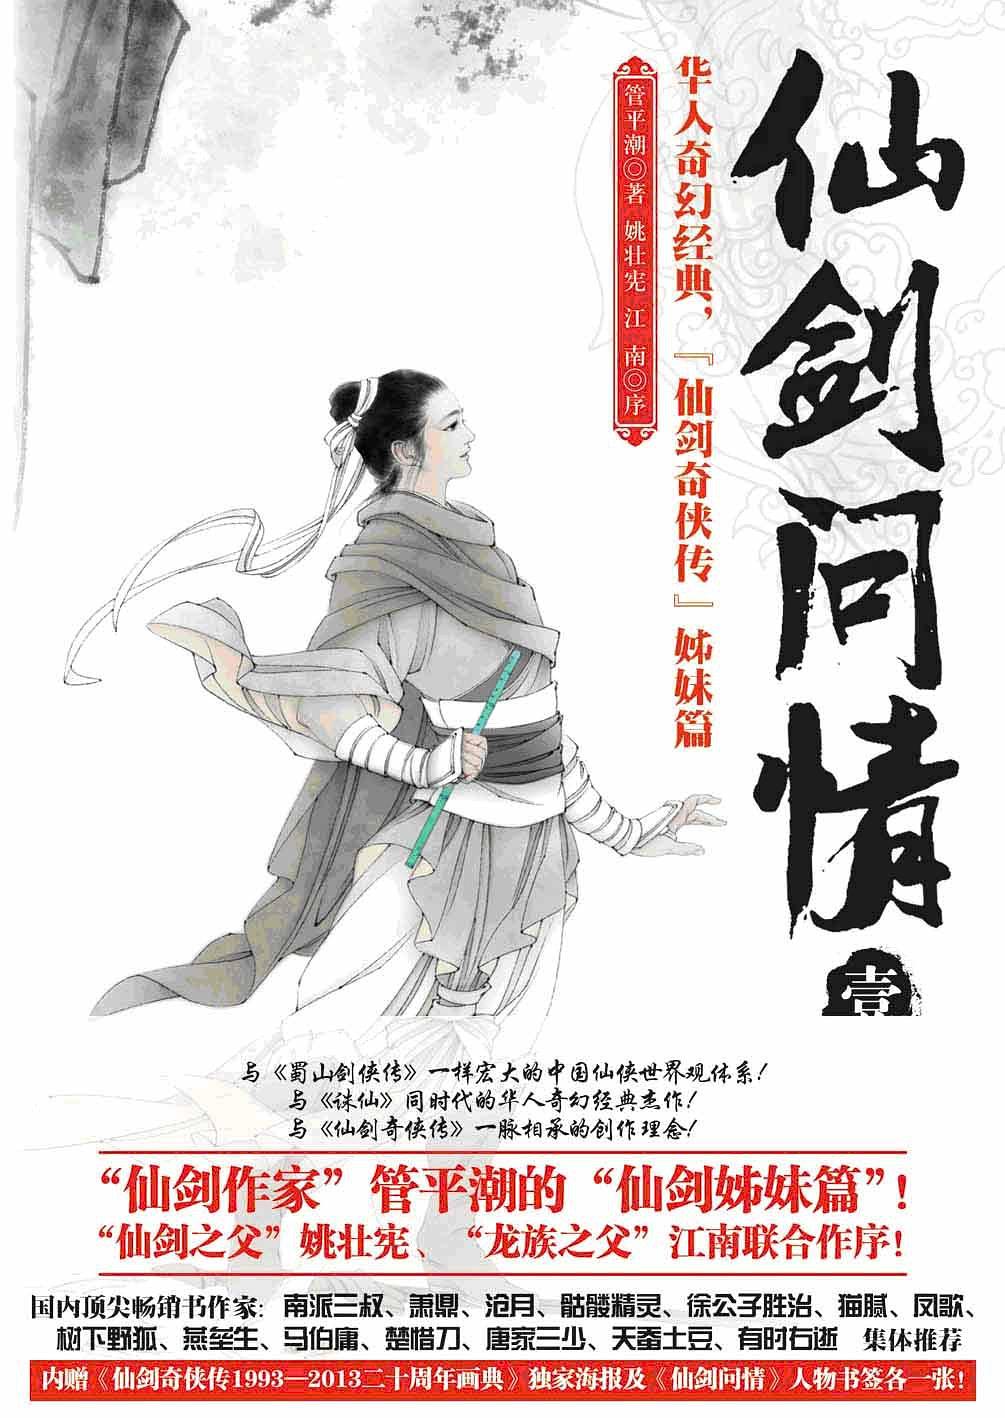 仙剑问情
壹
华人奇幻经典，『仙剑奇侠传』姊妹篇
管平潮◎著 姚壮宪 江 南◎序
与《蜀山剑侠传》一样宏大的中国仙侠世界观体系！
与《诛仙》同时代的华人奇幻经典杰作！
与《仙剑奇侠传》一脉相承的创作理念！
“仙剑作家”管平潮的“仙剑姊妹篇”！
“仙剑之父”姚壮宪、“龙族之父”江南联合作序！
国内顶尖畅销书作家：南派三叔、萧鼎、沧月、骷髅精灵、徐公子胜治、猫腻、凤歌、
树下野狐、燕垒生、马伯庸、楚惜刀、唐家三少、天蚕土豆、有时右逝 集体推荐
内赠《仙剑奇侠传1993—2013二十周年画典》独家海报及《仙剑问情》人物书签各一张！